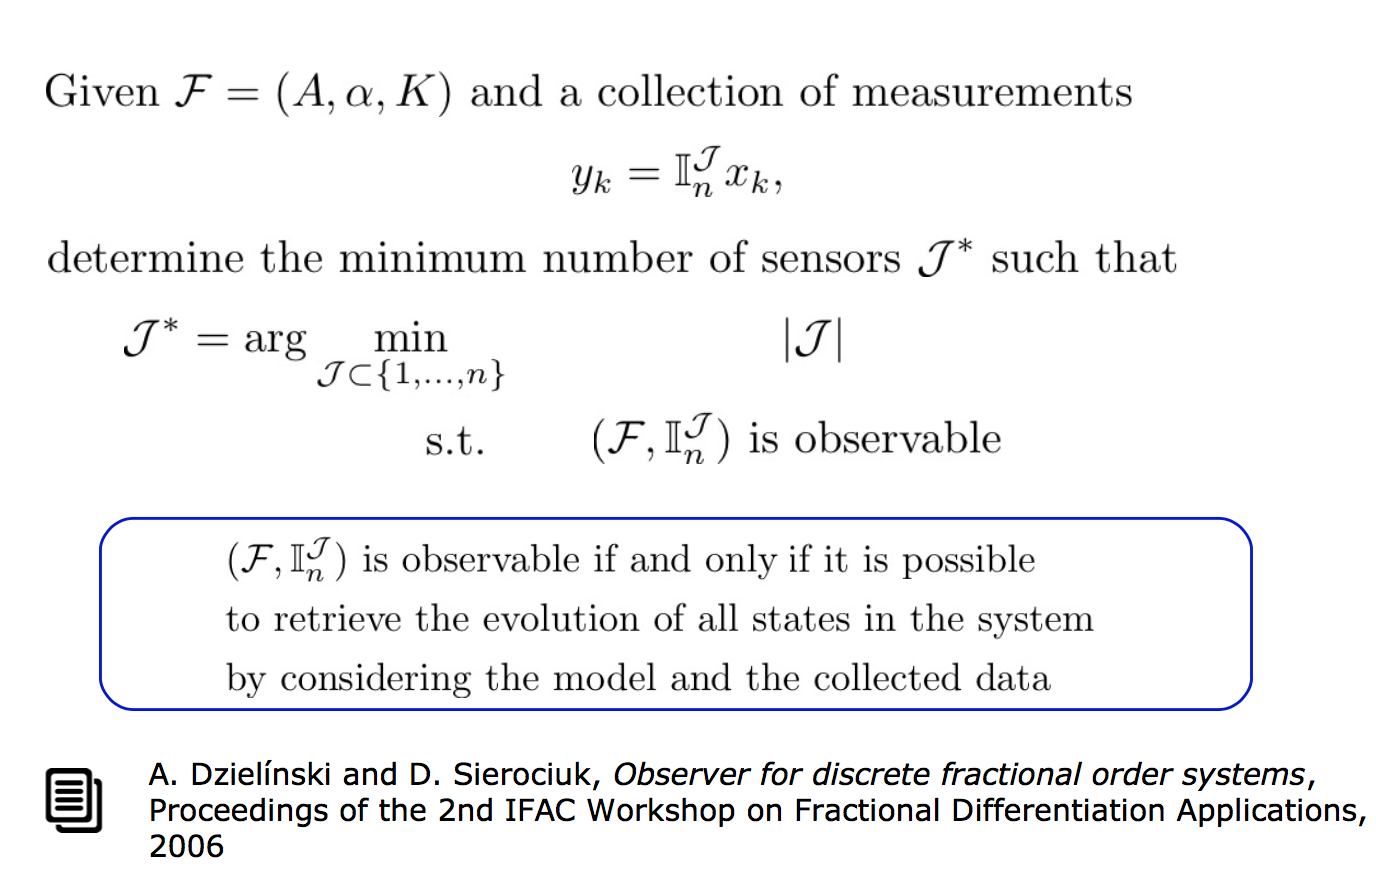 Given ℱ = (A, α, K) and a collection of measurements
y_k = 𝕀_n^𝒥 x_k,
determine the minimum number of sensors 𝒥* such that
𝒥* = arg min_{𝒥⊂{1,...,n}} |𝒥|
s.t. (ℱ, 𝕀_n^𝒥) is observable
(ℱ, 𝕀_n^𝒥) is observable if and only if it is possible
to retrieve the evolution of all states in the system
by considering the model and the collected data
A. Dzielínski and D. Sierociuk, Observer for discrete fractional order systems,
Proceedings of the 2nd IFAC Workshop on Fractional Differentiation Applications,
2006